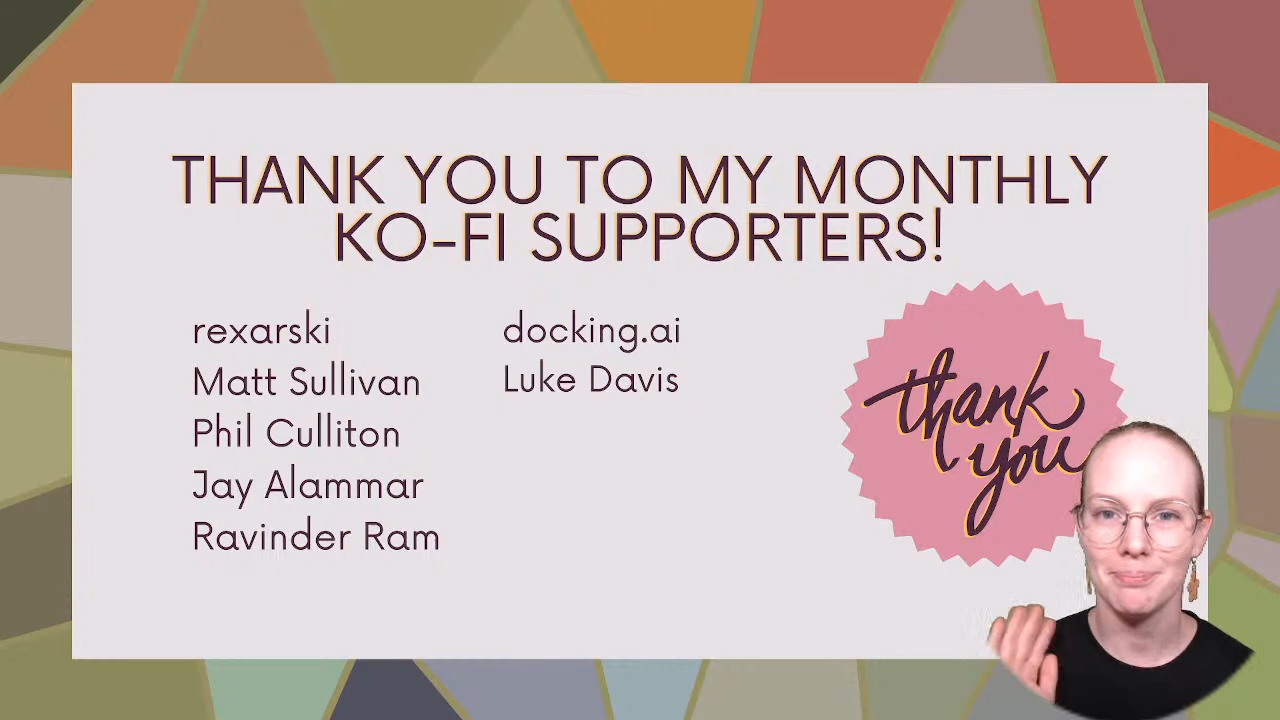 THANK YOU TO MY MONTHLY
KO-FI SUPPORTERS!
rexarski
Matt Sullivan
Phil Culliton
Jay Alammar
Ravinder Ram
docking.ai
Luke Davis
thank
you